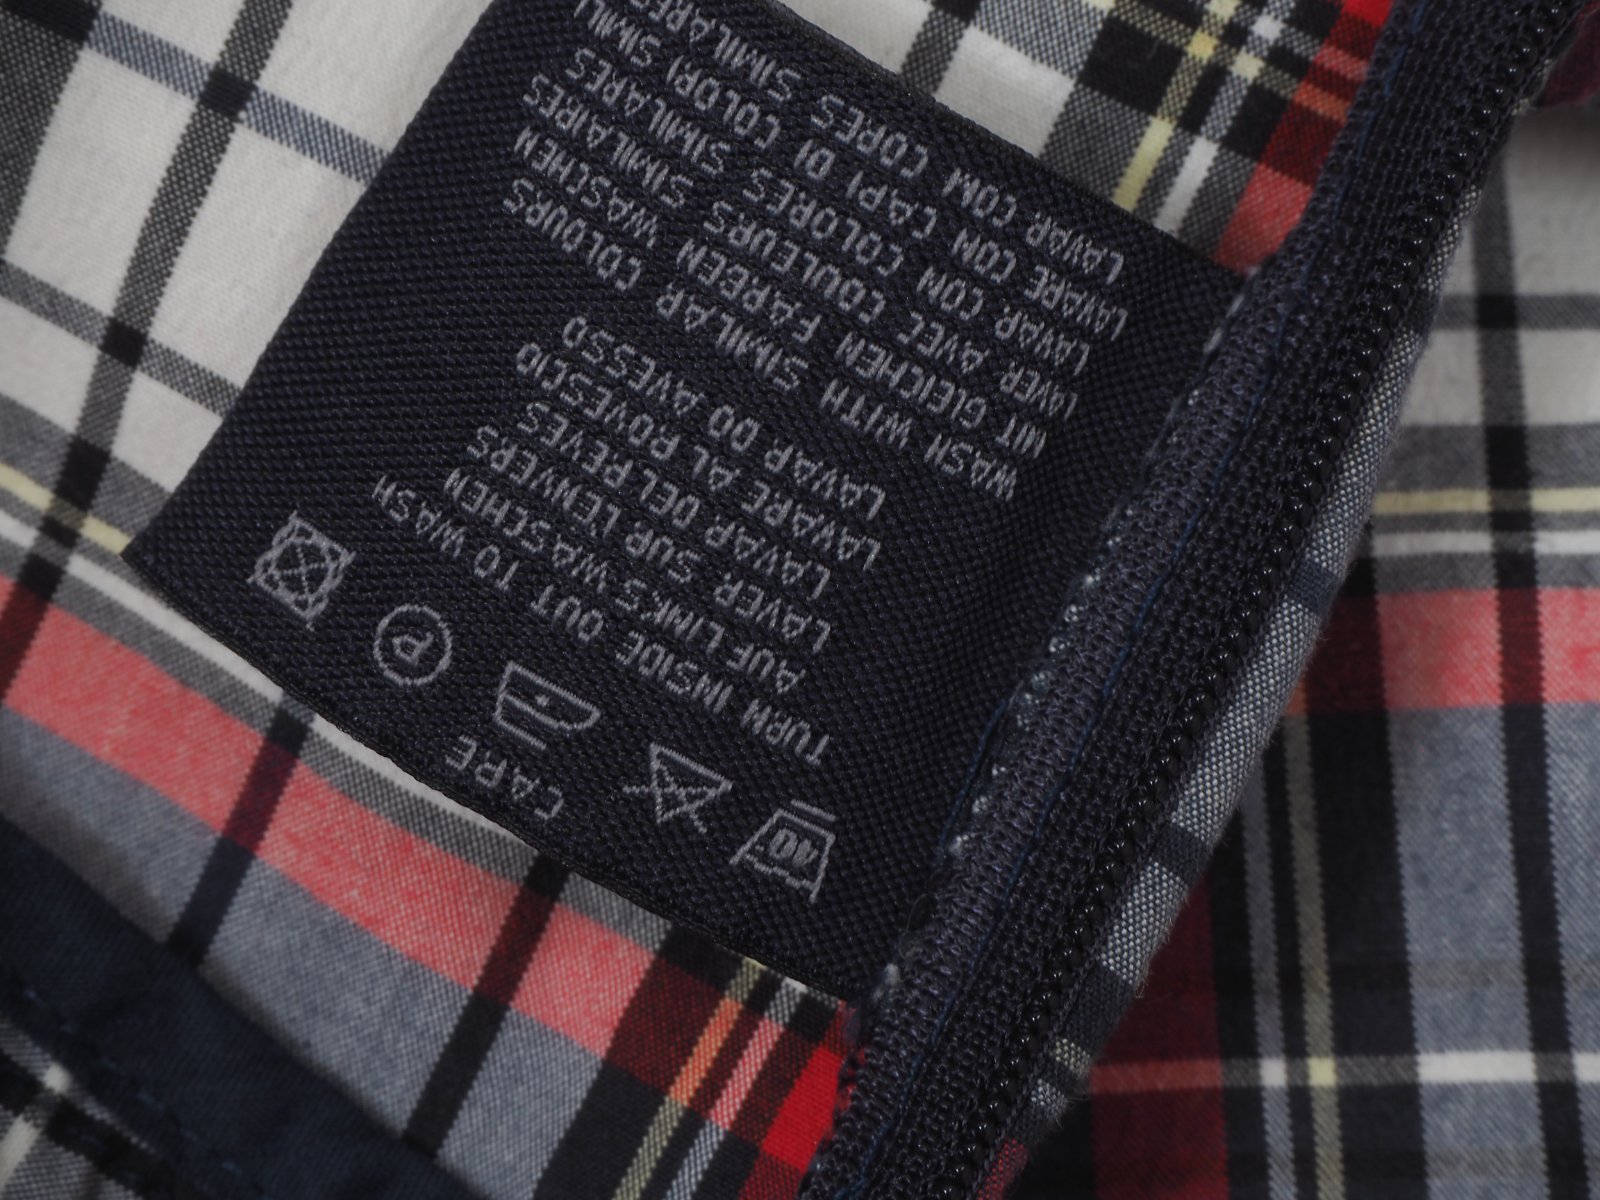 CARE
40 P
TURN INSIDE OUT TO WASH
AUF LINKS WASCHEN
LAVER SUR L'ENVERS
LAVAR DEL REVES
LAVARE AL ROVESCIO
LAVAR DO AVESSO
WASH WITH SIMILAR COLOURS
MIT GLEICHEN FARBEN WASCHEN
LAVER AVEC COULEURS SIMILAIRES
LAVAR CON COLORES SIMILARES
LAVARE CON CAPI DI COLORI SIMILI
LAVAR COM CORES SIMILARES